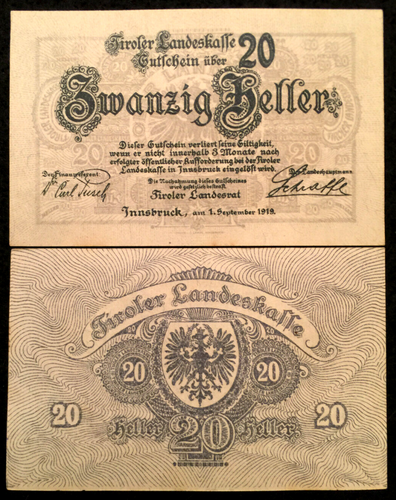 Tiroler Landeskasse
Gutschein über 20
Zwanzig Heller
Dieser Gutschein verliert seine Giltigkeit,
wenn er nicht innerhalb 3 Monate nach
erfolgter öffentlicher Aufforderung bei der Tiroler
Landeskasse in Innsbruck eingelöst wird.
Der Finanzreferent
Der Landeshauptmann
Die Nachahmung dieses Gutscheines
wird gesetzlich bestraft.
Tiroler Landesrat
Schraffl
Innsbruck, am 1. September 1919.
Tiroler Landeskasse
20
20
20
20
Heller 20 Heller